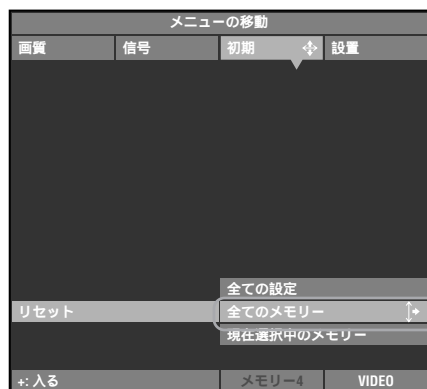 メニューの移動
画質 信号 初期 設置
全ての設定
リセット 全てのメモリー
現在選択中のメモリー
+: 入る メモリー4 VIDEO